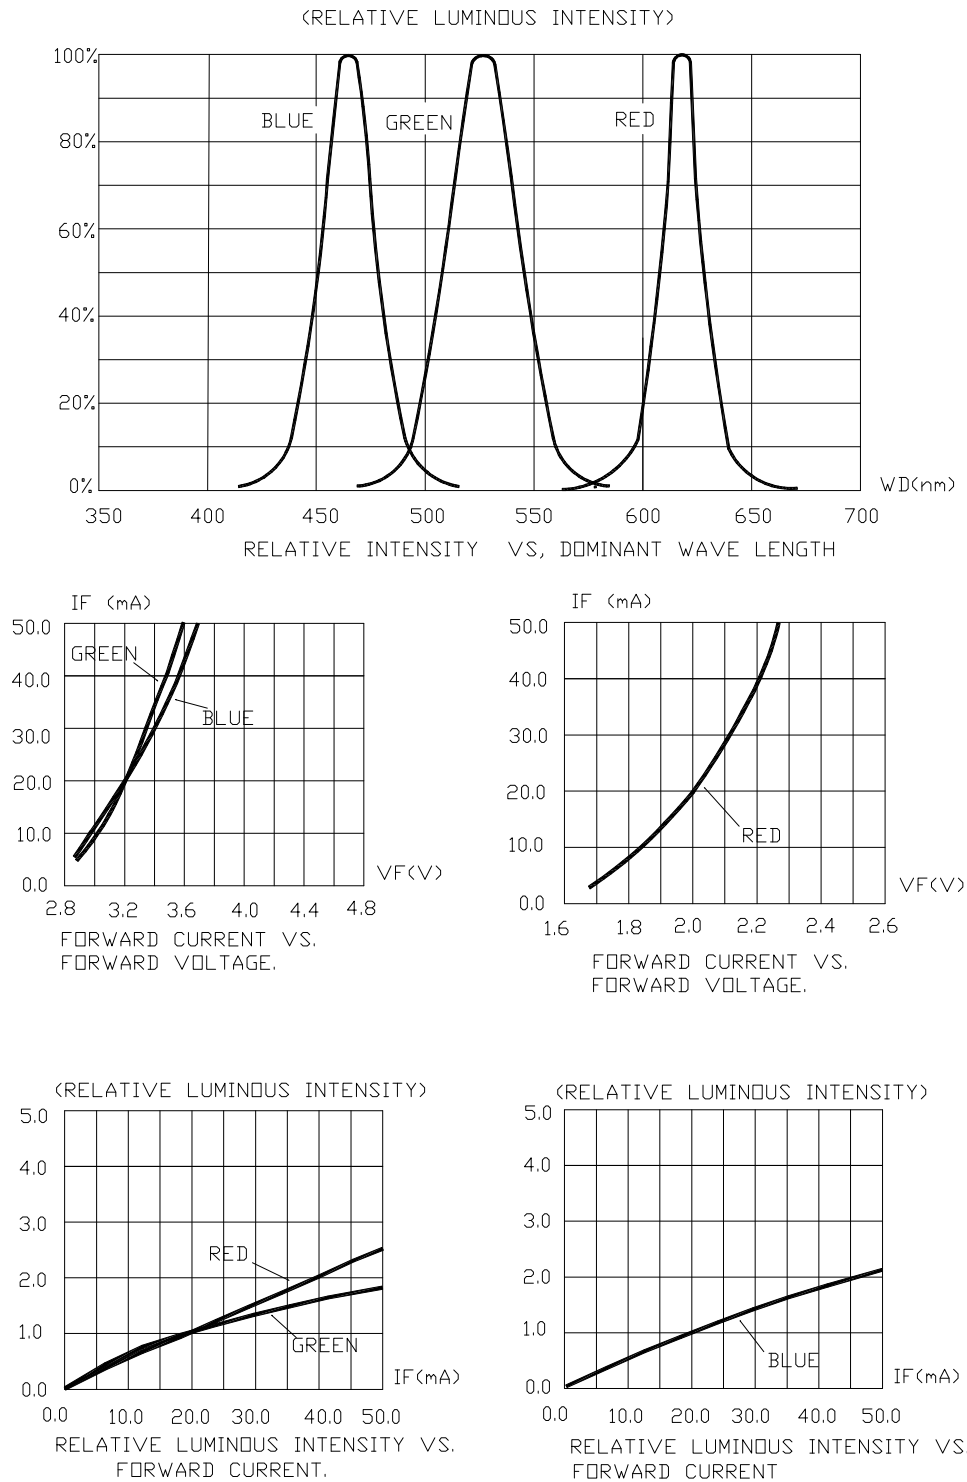 (RELATIVE LUMINOUS INTENSITY)
100%
80%
60%
40%
20%
0%
BLUE
GREEN
RED
WD(nm)
350 400 450 500 550 600 650 700
RELATIVE INTENSITY VS, DOMINANT WAVE LENGTH
IF (mA)
50.0
40.0
30.0
20.0
10.0
0.0
GREEN
BLUE
VF(V)
2.8 3.2 3.6 4.0 4.4 4.8
FORWARD CURRENT VS.
FORWARD VOLTAGE.
IF (mA)
50.0
40.0
30.0
20.0
10.0
0.0
RED
VF(V)
1.6 1.8 2.0 2.2 2.4 2.6
FORWARD CURRENT VS.
FORWARD VOLTAGE.
(RELATIVE LUMINOUS INTENSITY)
5.0
4.0
3.0
2.0
1.0
0.0
RED
GREEN
IF(mA)
0.0 10.0 20.0 30.0 40.0 50.0
RELATIVE LUMINOUS INTENSITY VS.
FORWARD CURRENT.
(RELATIVE LUMINOUS INTENSITY)
5.0
4.0
3.0
2.0
1.0
0.0
BLUE
IF(mA)
0.0 10.0 20.0 30.0 40.0 50.0
RELATIVE LUMINOUS INTENSITY VS.
FORWARD CURRENT